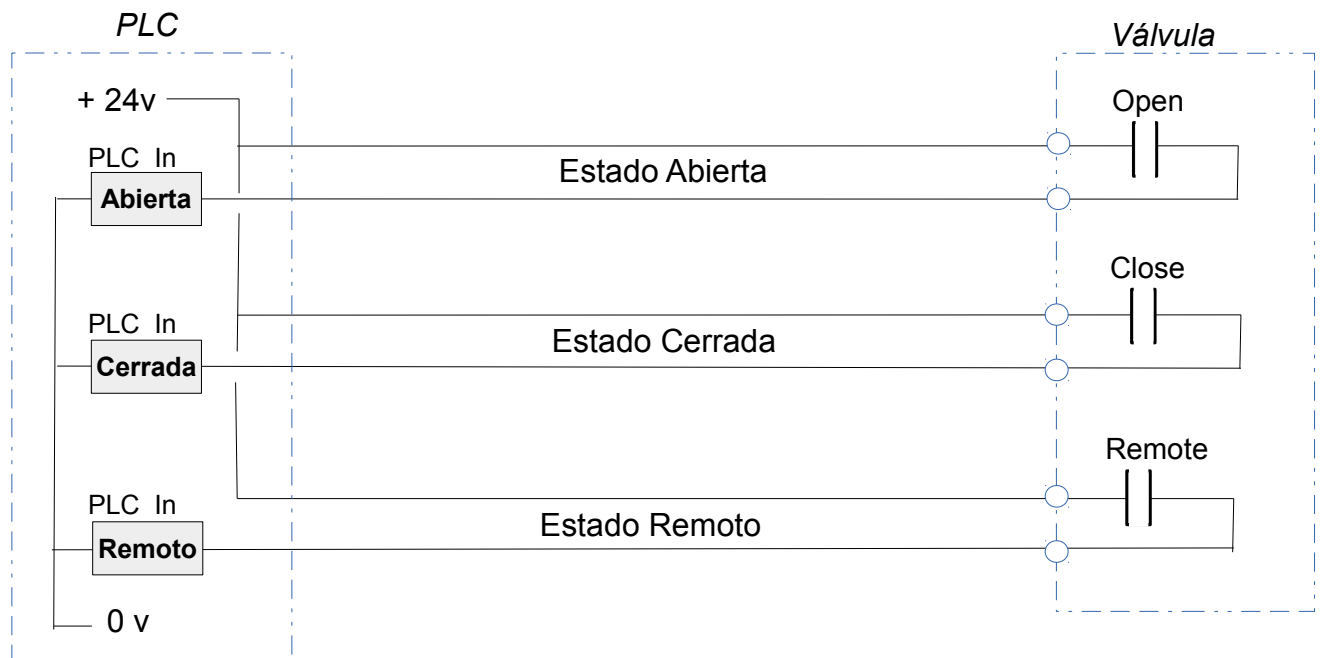 PLC
Válvula
+ 24v
Open
PLC In
Estado Abierta
Abierta
Close
PLC In
Estado Cerrada
Cerrada
Remote
PLC In
Estado Remoto
Remoto
0 v